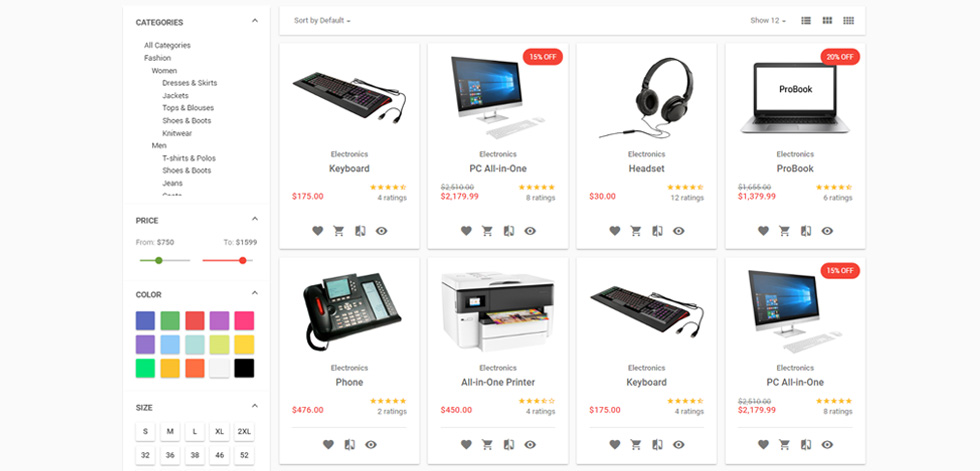 CATEGORIES
All Categories
Fashion
Women
Dresses & Skirts
Jackets
Tops & Blouses
Shoes & Boots
Knitwear
Men
T-shirts & Polos
Shoes & Boots
Jeans
PRICE
From: $750 To: $1599
COLOR
SIZE
S M L XL 2XL
32 36 38 46 52
Sort by Default
Show 12
Electronics
Keyboard
$175.00
4 ratings
15% OFF
Electronics
PC All-in-One
$2,510.00
$2,179.99
8 ratings
Electronics
Headset
$30.00
12 ratings
20% OFF
ProBook
Electronics
ProBook
$1,655.00
$1,379.99
6 ratings
Electronics
Phone
$476.00
2 ratings
Electronics
All-in-One Printer
$450.00
4 ratings
Electronics
Keyboard
$175.00
4 ratings
15% OFF
Electronics
PC All-in-One
$2,510.00
$2,179.99
8 ratings